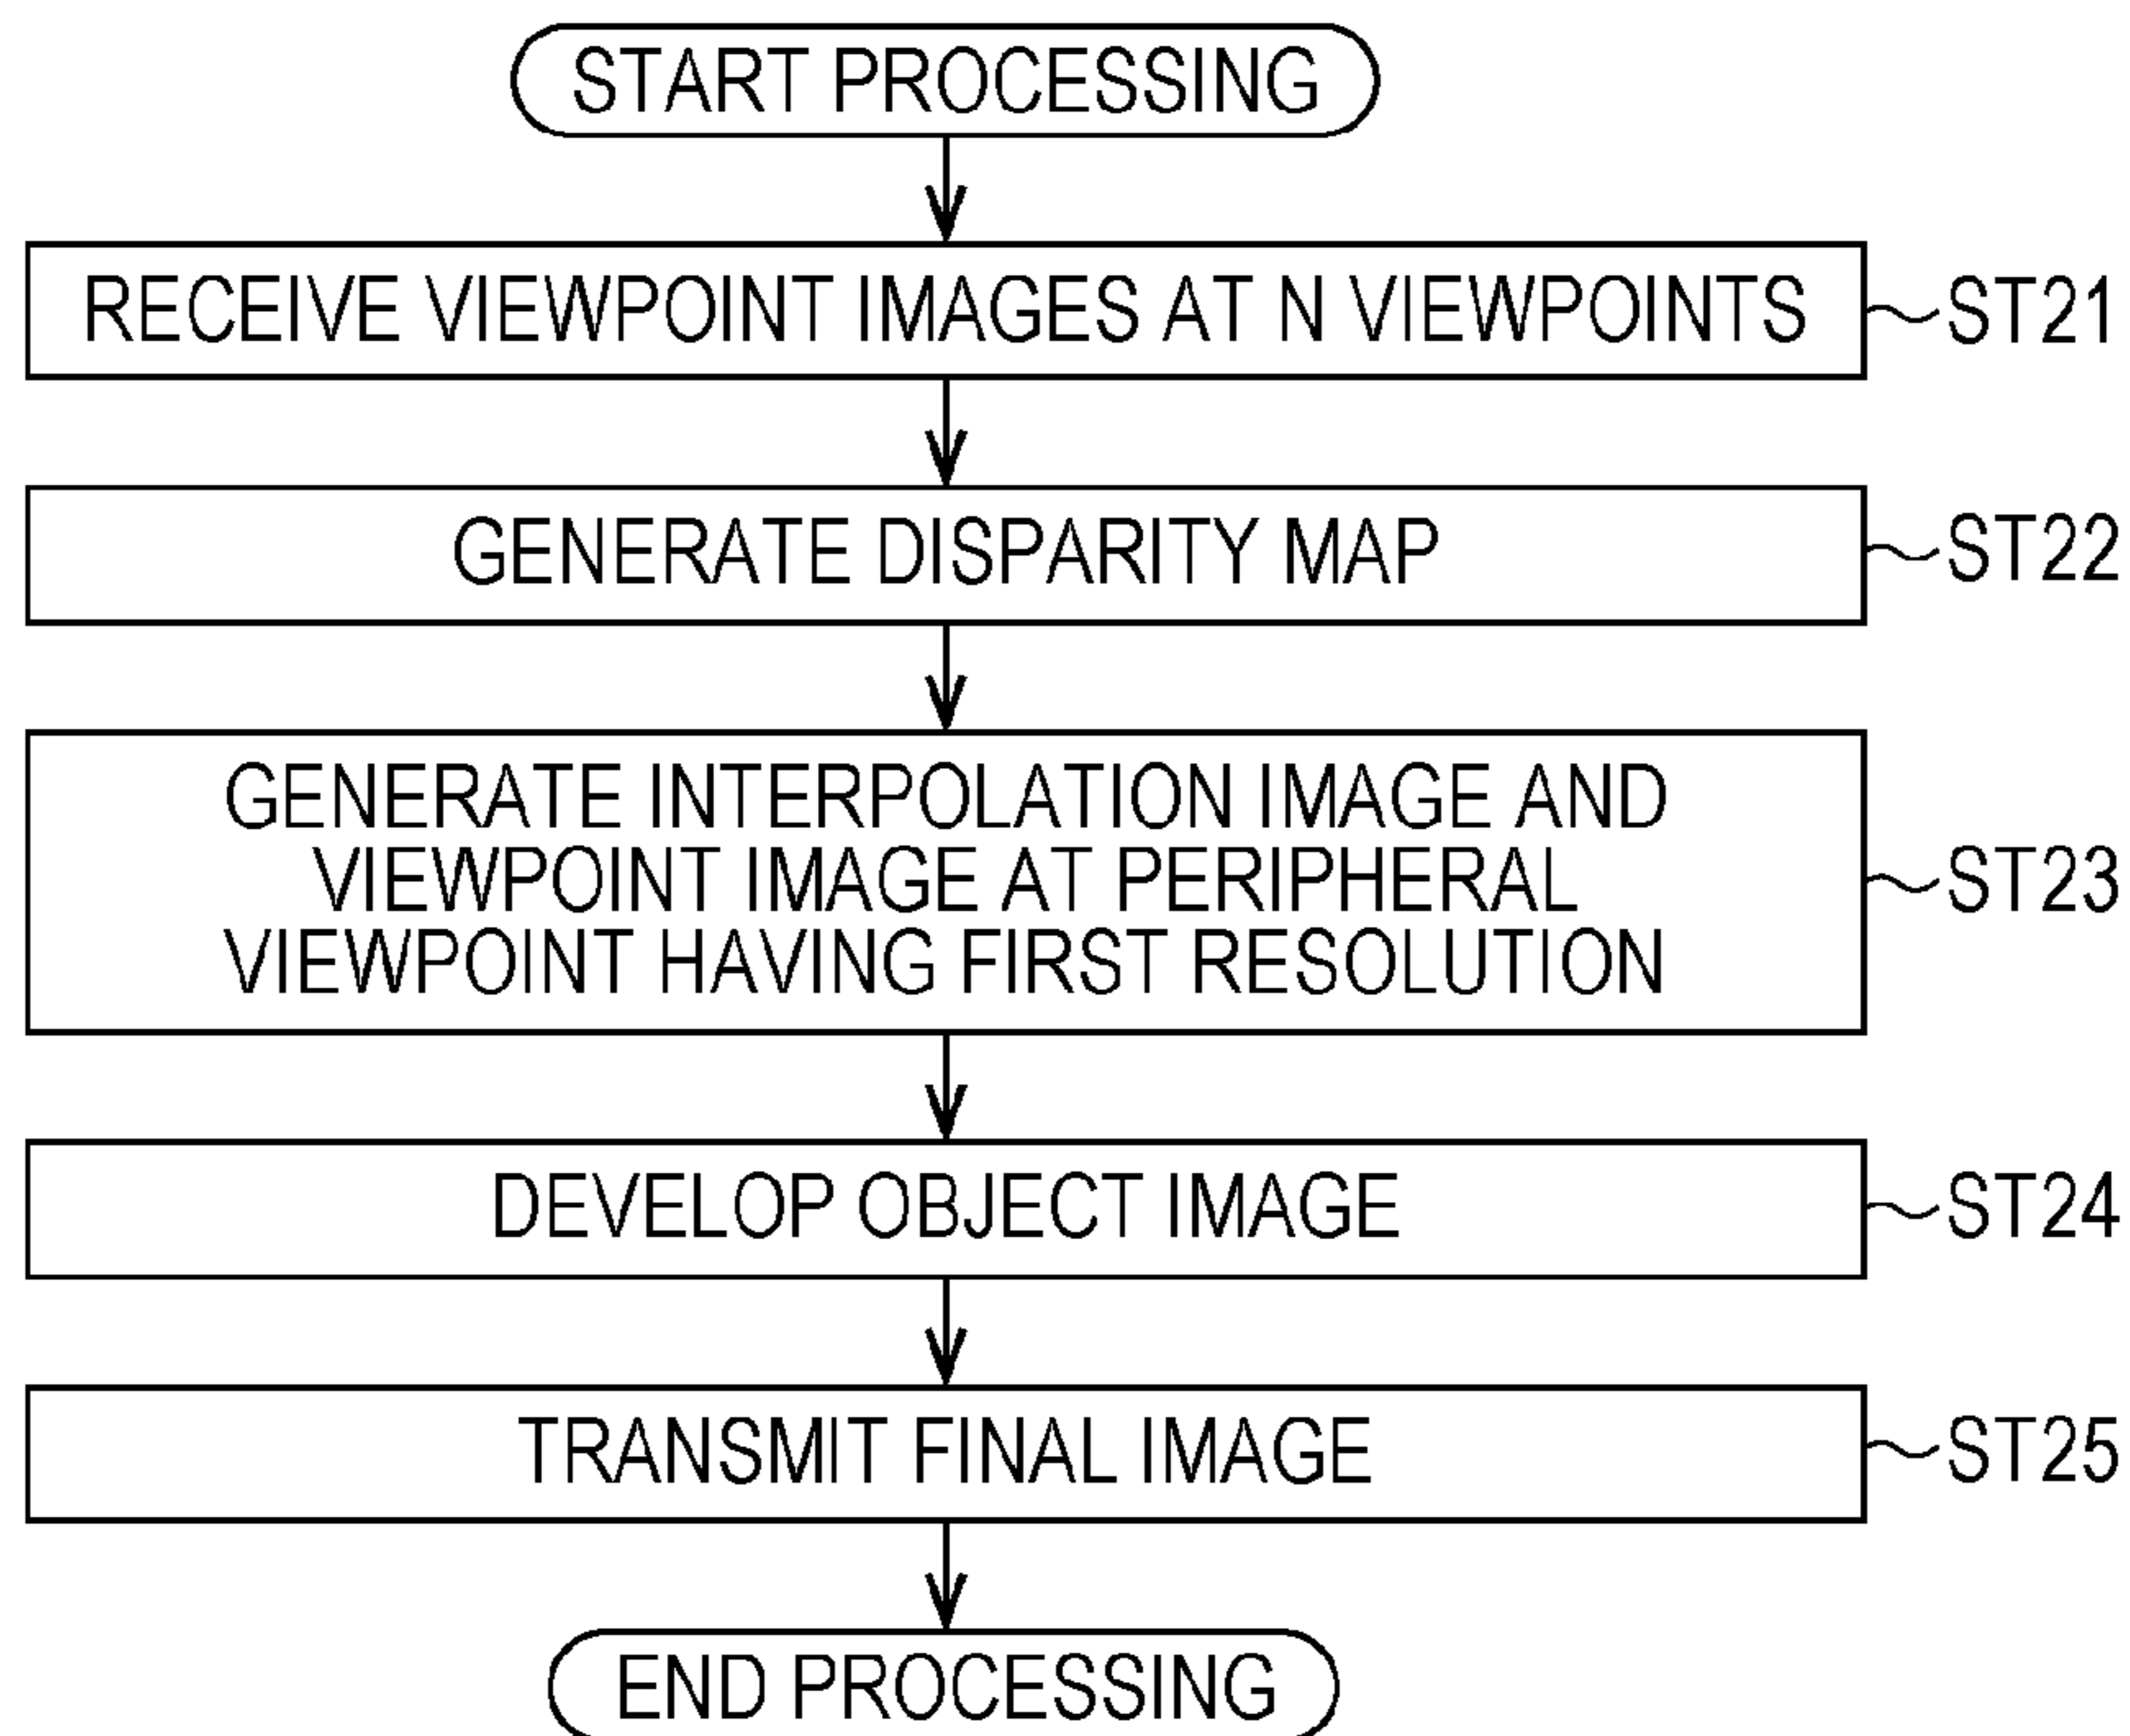 START PROCESSING
RECEIVE VIEWPOINT IMAGES AT N VIEWPOINTS
ST21
GENERATE DISPARITY MAP
ST22
GENERATE INTERPOLATION IMAGE AND
VIEWPOINT IMAGE AT PERIPHERAL
VIEWPOINT HAVING FIRST RESOLUTION
ST23
DEVELOP OBJECT IMAGE
ST24
TRANSMIT FINAL IMAGE
ST25
END PROCESSING